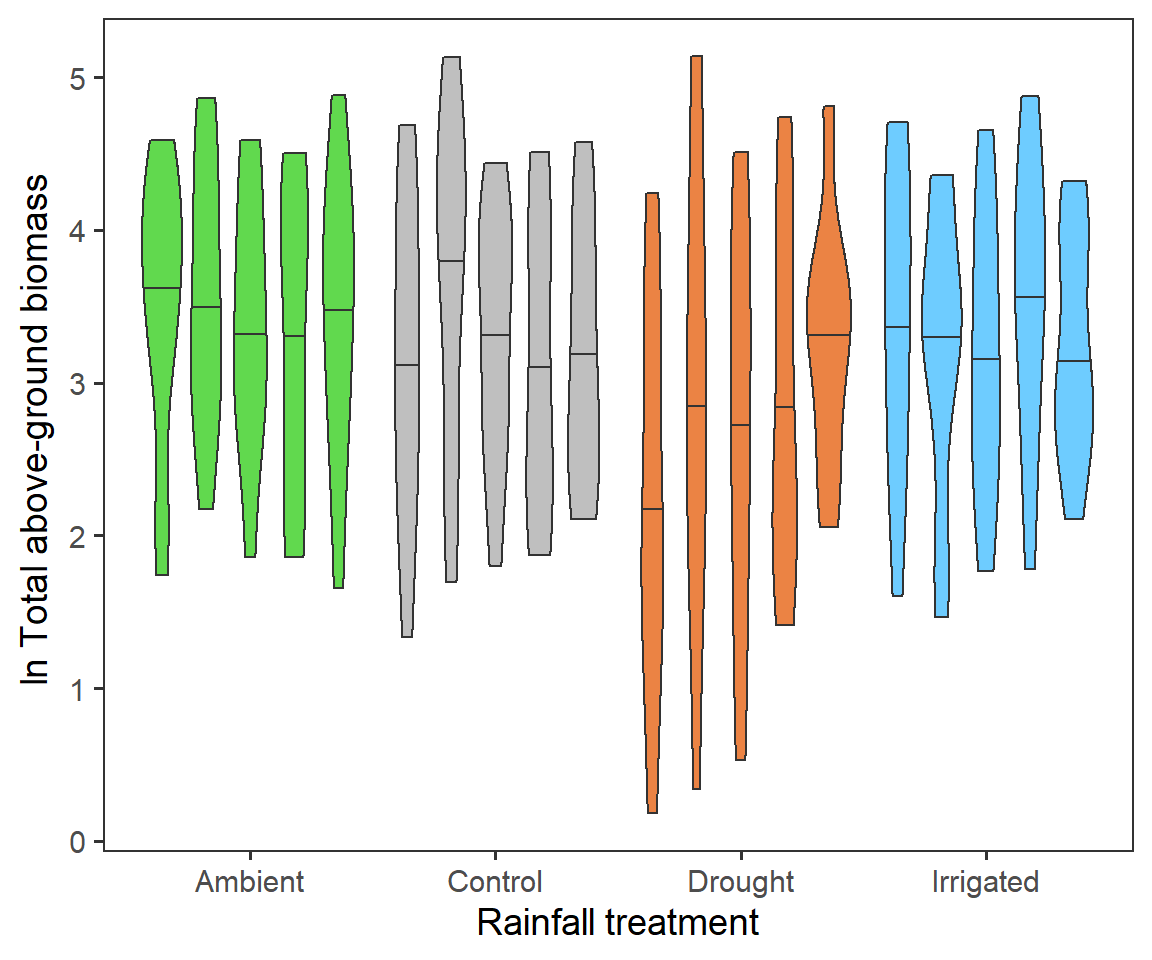 ln Total above-ground biomass
5
4
3
2
1
0
Ambient Control Drought Irrigated
Rainfall treatment